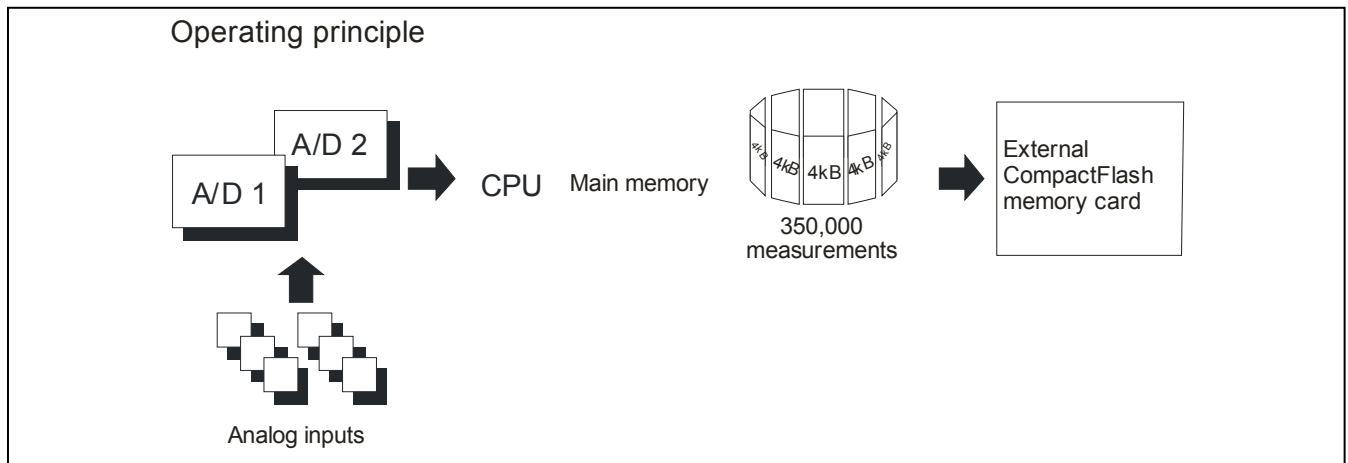 Operating principle
A/D 2
A/D 1
CPU
Main memory
4kB
4kB
4kB
4kB
4kB
350,000
measurements
External
CompactFlash
memory card
Analog inputs